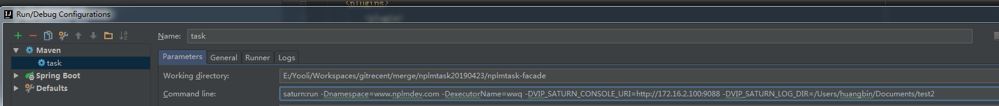 <plugins>
Run/Debug Configurations
Name: task
Maven
task
Spring Boot
Defaults
Parameters General Runner Logs
Working directory: E:/Yooli/Workspaces/gitrecent/merge/nplmtask20190423/nplmtask-facade
Command line: saturn:run -Dnamespace=www.nplmdev.com -DexecutorName=wwq -DVIP_SATURN_CONSOLE_URI=http://172.16.2.100:9088 -DVIP_SATURN_LOG_DIR=/Users/huangbin/Documents/test2